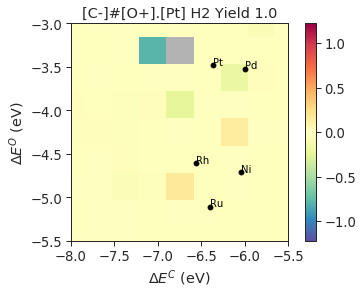 [C-]#[O+].[Pt] H2 Yield 1.0
−3.0
−3.5
−4.0
−4.5
−5.0
−5.5
ΔE^O (eV)
Pt
Pd
Rh
Ni
Ru
−8.0 −7.5 −7.0 −6.5 −6.0 −5.5
ΔE^C (eV)
1.0
0.5
0.0
−0.5
−1.0